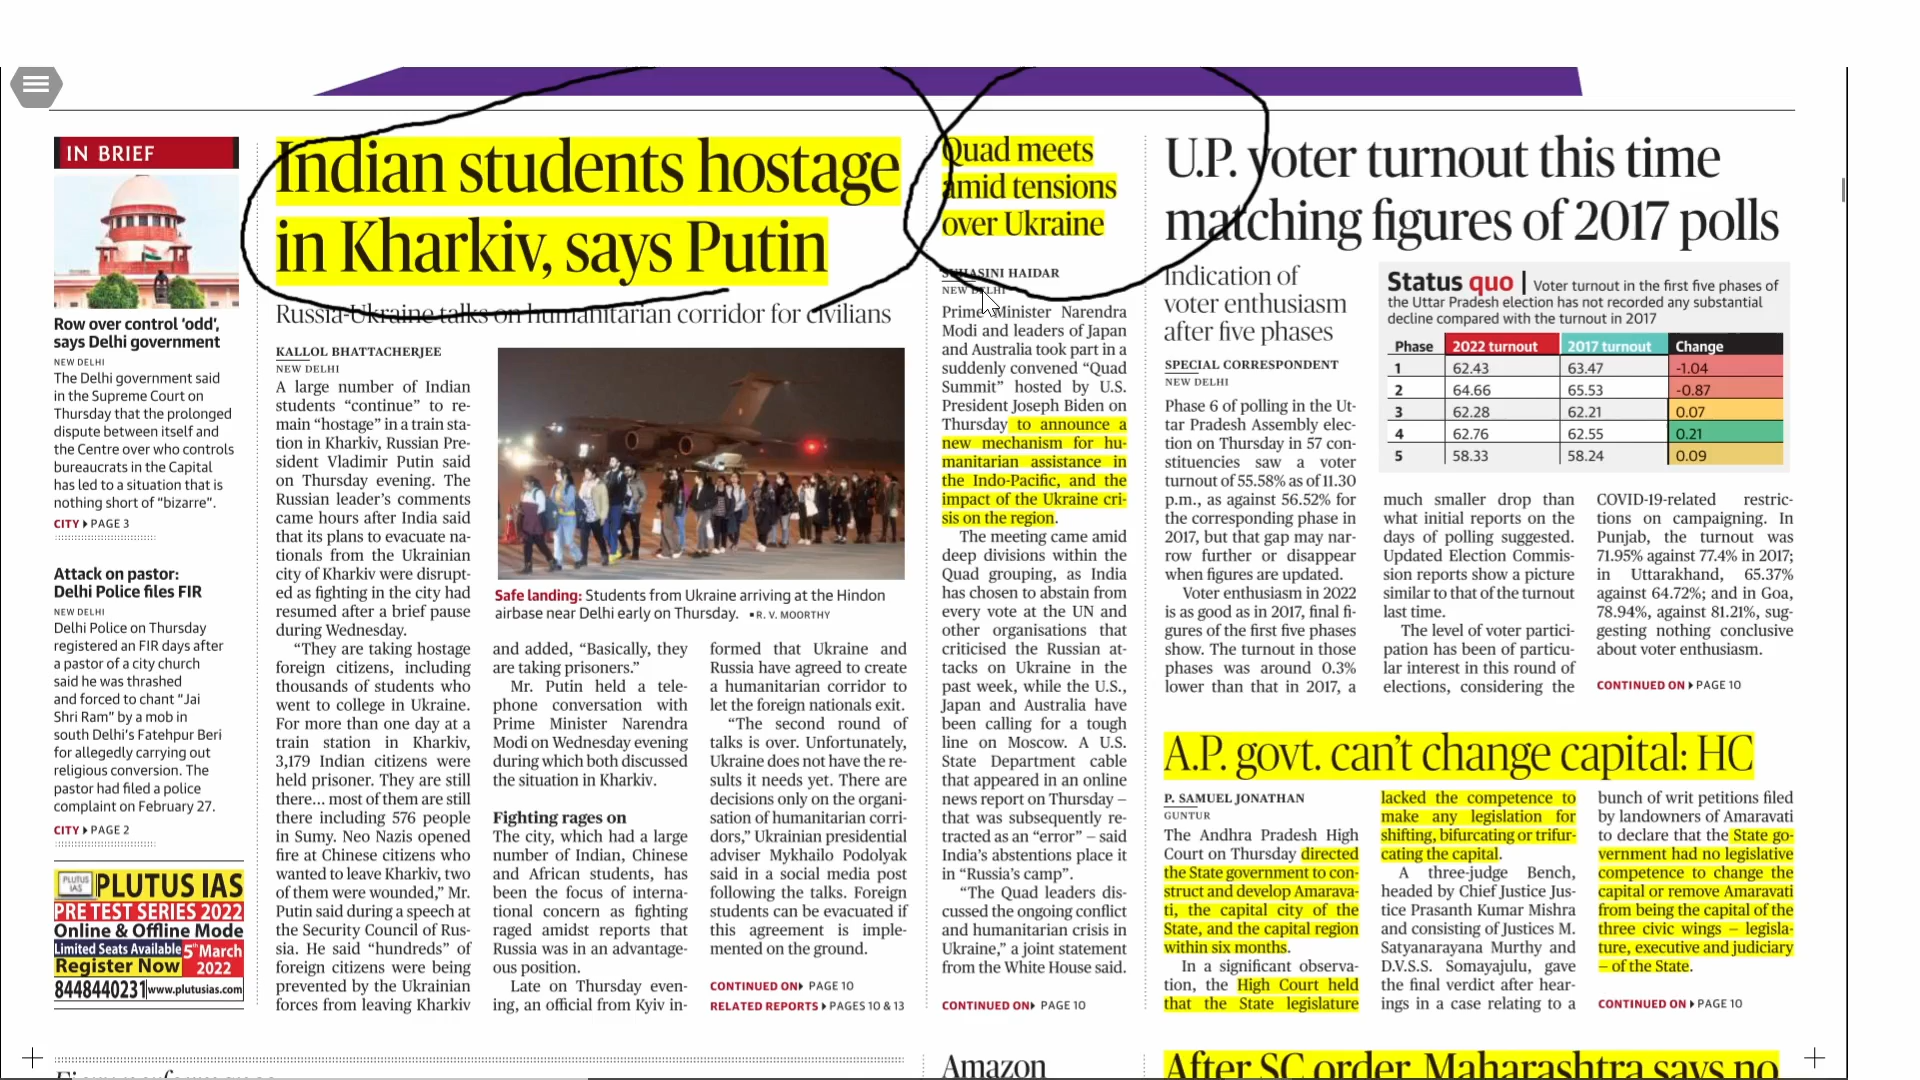 IN BRIEF
Row over control ‘odd’,
says Delhi government
NEW DELHI
The Delhi government said
in the Supreme Court on
Thursday that the prolonged
dispute between itself and
the Centre over who controls
bureaucrats in the Capital
has led to a situation that is
nothing short of “bizarre”.
CITY PAGE 3
Attack on pastor:
Delhi Police files FIR
NEW DELHI
Delhi Police on Thursday
registered an FIR days after
a pastor of a city church
said he was thrashed
and forced to chant “Jai
Shri Ram” by a mob in
south Delhi’s Fatehpur Beri
for allegedly carrying out
religious conversion. The
pastor had filed a police
complaint on February 27.
CITY PAGE 2
PLUTUS IAS
PLUTUS IAS
PRE TEST SERIES 2022
Online & Offline Mode
Limited Seats Available
Register Now
5th March
2022
8448440231 www.plutusias.com
Indian students hostage
in Kharkiv, says Putin
Russia-Ukraine talks on humanitarian corridor for civilians
KALLOL BHATTACHERJEE
NEW DELHI
A large number of Indian
students “continue” to re-
main “hostage” in a train sta-
tion in Kharkiv, Russian Pre-
sident Vladimir Putin said
on Thursday evening. The
Russian leader’s comments
came hours after India said
that its plans to evacuate na-
tionals from the Ukrainian
city of Kharkiv were disrupt-
ed as fighting in the city had
resumed after a brief pause
during Wednesday.
“They are taking hostage
foreign citizens, including
thousands of students who
went to college in Ukraine.
For more than one day at a
train station in Kharkiv,
3,179 Indian citizens were
held prisoner. They are still
there... most of them are still
there including 576 people
in Sumy. Neo Nazis opened
fire at Chinese citizens who
wanted to leave Kharkiv, two
of them were wounded,” Mr.
Putin said during a speech at
the Security Council of Rus-
sia. He said “hundreds” of
foreign citizens were being
prevented by the Ukrainian
forces from leaving Kharkiv
Safe landing: Students from Ukraine arriving at the Hindon
airbase near Delhi early on Thursday. ▪R. V. MOORTHY
and added, “Basically, they
are taking prisoners.”
Mr. Putin held a tele-
phone conversation with
Prime Minister Narendra
Modi on Wednesday evening
during which both discussed
the situation in Kharkiv.
Fighting rages on
The city, which had a large
number of Indian, Chinese
and African students, has
been the focus of interna-
tional concern as fighting
raged amidst reports that
Russia was in an advantage-
ous position.
Late on Thursday even-
ing, an official from Kyiv in-
formed that Ukraine and
Russia have agreed to create
a humanitarian corridor to
let the foreign nationals exit.
“The second round of
talks is over. Unfortunately,
Ukraine does not have the re-
sults it needs yet. There are
decisions only on the organi-
sation of humanitarian corri-
dors,” Ukrainian presidential
adviser Mykhailo Podolyak
said in a social media post
following the talks. Foreign
students can be evacuated if
this agreement is imple-
mented on the ground.
CONTINUED ON PAGE 10
RELATED REPORTS PAGES 10 & 13
Quad meets
amid tensions
over Ukraine
SUHASINI HAIDAR
NEW DELHI
Prime Minister Narendra
Modi and leaders of Japan
and Australia took part in a
suddenly convened “Quad
Summit” hosted by U.S.
President Joseph Biden on
Thursday to announce a
new mechanism for hu-
manitarian assistance in
the Indo-Pacific, and the
impact of the Ukraine cri-
sis on the region.
The meeting came amid
deep divisions within the
Quad grouping, as India
has chosen to abstain from
every vote at the UN and
other organisations that
criticised the Russian at-
tacks on Ukraine in the
past week, while the U.S.,
Japan and Australia have
been calling for a tough
line on Moscow. A U.S.
State Department cable
that appeared in an online
news report on Thursday –
that was subsequently re-
tracted as an “error” – said
India’s abstentions place it
in “Russia’s camp”.
“The Quad leaders dis-
cussed the ongoing conflict
and humanitarian crisis in
Ukraine,” a joint statement
from the White House said.
CONTINUED ON PAGE 10
U.P. voter turnout this time
matching figures of 2017 polls
Indication of
voter enthusiasm
after five phases
SPECIAL CORRESPONDENT
NEW DELHI
Phase 6 of polling in the Ut-
tar Pradesh Assembly elec-
tion on Thursday in 57 con-
stituencies saw a voter
turnout of 55.58% as of 11.30
p.m., as against 56.52% for
the corresponding phase in
2017, but that gap may nar-
row further or disappear
when figures are updated.
Voter enthusiasm in 2022
is as good as in 2017, final fi-
gures of the first five phases
show. The turnout in those
phases was around 0.3%
lower than that in 2017, a
Status quo | Voter turnout in the first five phases of
the Uttar Pradesh election has not recorded any substantial
decline compared with the turnout in 2017
Phase 2022 turnout 2017 turnout Change
1 62.43 63.47 -1.04
2 64.66 65.53 -0.87
3 62.28 62.21 0.07
4 62.76 62.55 0.21
5 58.33 58.24 0.09
much smaller drop than
what initial reports on the
days of polling suggested.
Updated Election Commis-
sion reports show a picture
similar to that of the turnout
last time.
The level of voter partici-
pation has been of particu-
lar interest in this round of
elections, considering the
COVID-19-related restric-
tions on campaigning. In
Punjab, the turnout was
71.95% against 77.4% in 2017;
in Uttarakhand, 65.37%
against 64.72%; and in Goa,
78.94%, against 81.21%, sug-
gesting nothing conclusive
about voter enthusiasm.
CONTINUED ON PAGE 10
A.P. govt. can’t change capital: HC
P. SAMUEL JONATHAN
GUNTUR
The Andhra Pradesh High
Court on Thursday directed
the State government to con-
struct and develop Amarava-
ti, the capital city of the
State, and the capital region
within six months.
In a significant observa-
tion, the High Court held
that the State legislature
lacked the competence to
make any legislation for
shifting, bifurcating or trifur-
cating the capital.
A three-judge Bench,
headed by Chief Justice Jus-
tice Prasanth Kumar Mishra
and consisting of Justices M.
Satyanarayana Murthy and
D.V.S.S. Somayajulu, gave
the final verdict after hear-
ings in a case relating to a
bunch of writ petitions filed
by landowners of Amaravati
to declare that the State go-
vernment had no legislative
competence to change the
capital or remove Amaravati
from being the capital of the
three civic wings – legisla-
ture, executive and judiciary
– of the State.
CONTINUED ON PAGE 10
Amazon
After SC order, Maharashtra says no